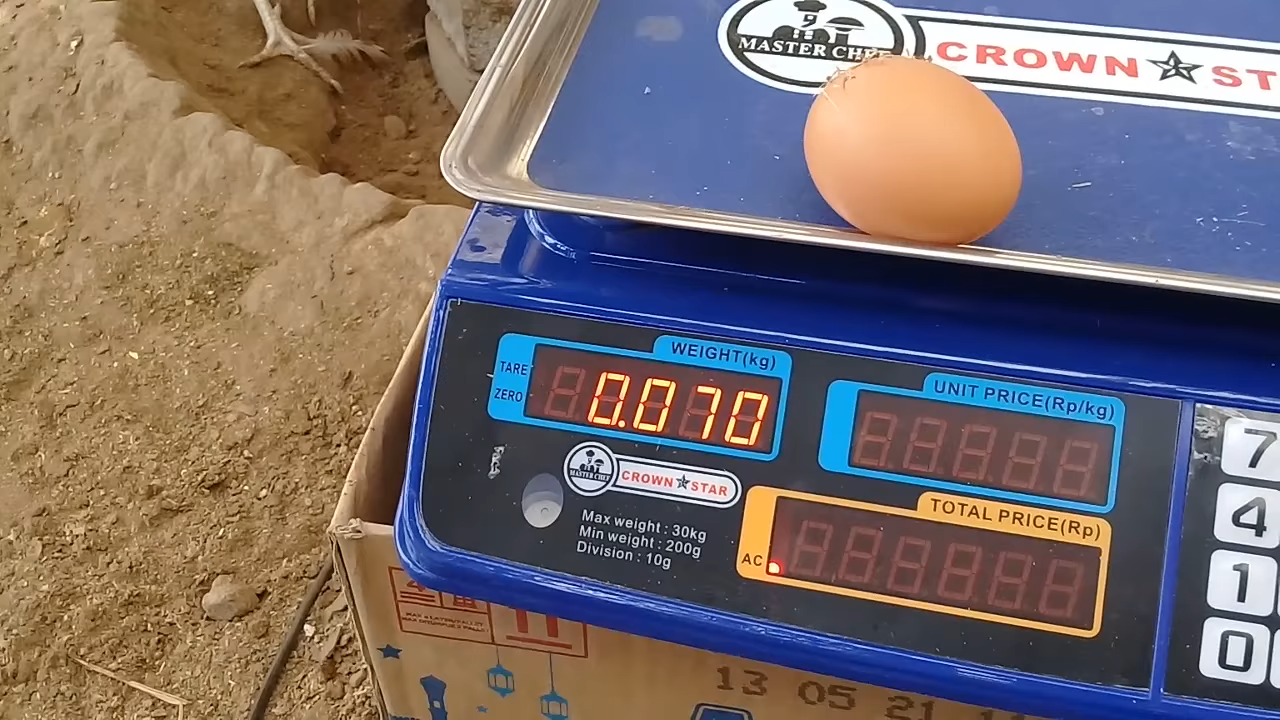 MASTER CHEF
CROWN ★ ST
WEIGHT(kg)
TARE
ZERO
0.070
UNIT PRICE(Rp/kg)
MASTER CHEF
CROWN ★ STAR
TOTAL PRICE(Rp)
AC
Max weight : 30kg
Min weight : 200g
Division : 10g
7
4
1
0
13 05 21